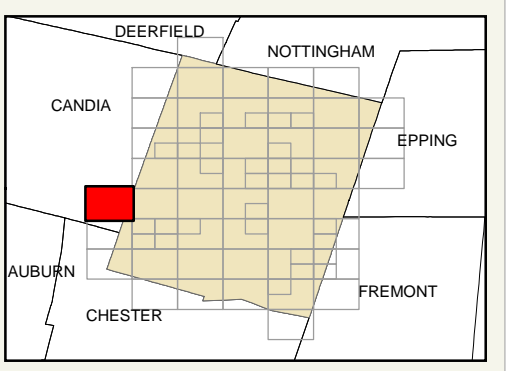 DEERFIELD
NOTTINGHAM
CANDIA
EPPING
AUBURN
FREMONT
CHESTER